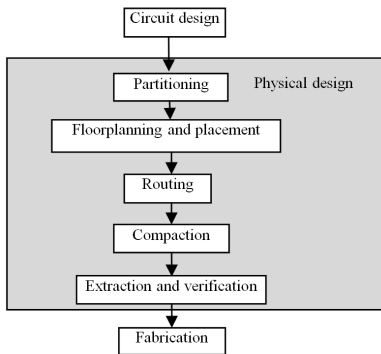 Circuit design
Partitioning
Physical design
Floorplanning and placement
Routing
Compaction
Extraction and verification
Fabrication